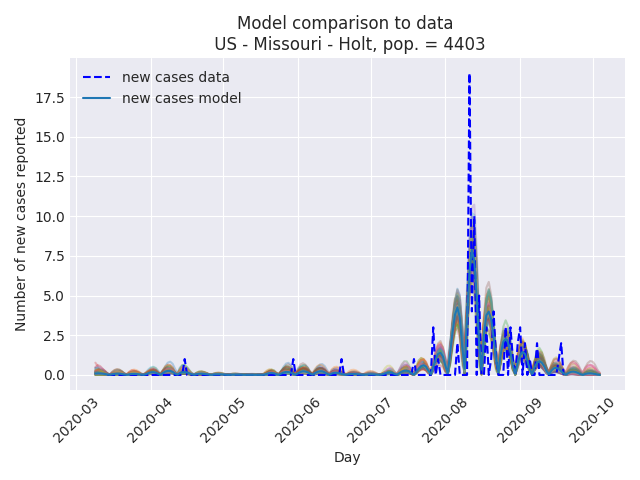 Model comparison to data
US - Missouri - Holt, pop. = 4403
new cases data
new cases model
Number of new cases reported
17.5
15.0
12.5
10.0
7.5
5.0
2.5
0.0
2020-03
2020-04
2020-05
2020-06
2020-07
2020-08
2020-09
2020-10
Day